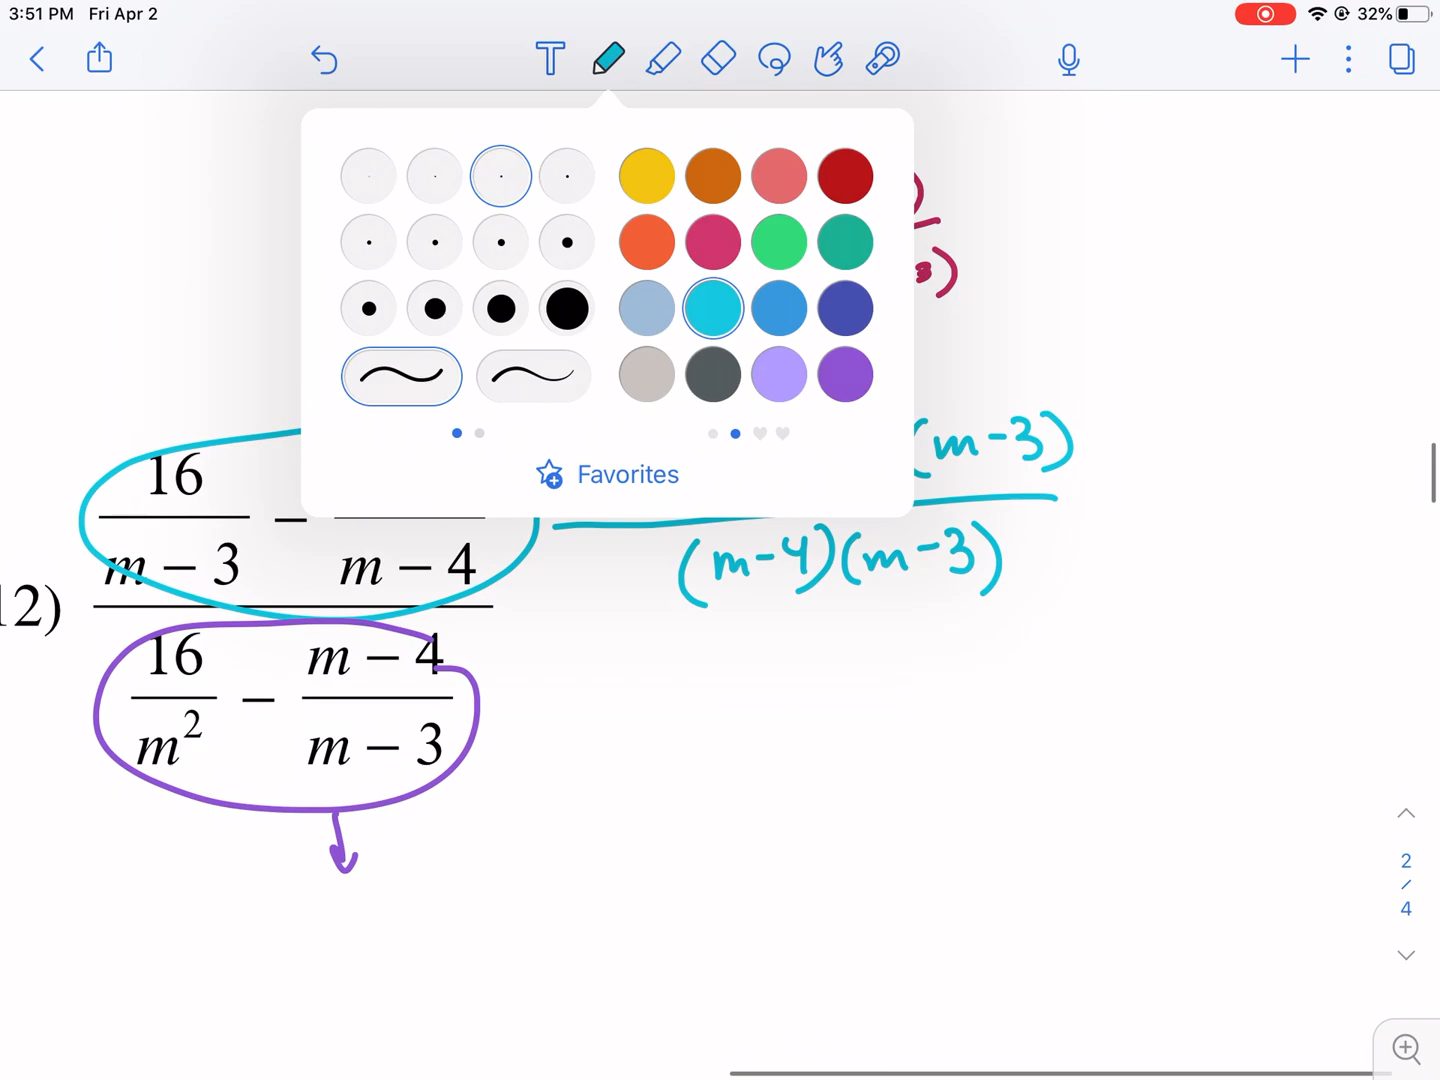 3:51 PM Fri Apr 2 32%
T
)
3)
Favorites
(m-3)
(m-4)(m-3)
12)
16
m − 3
−
m − 4
16
m²
−
m − 4
m − 3
2
/
4